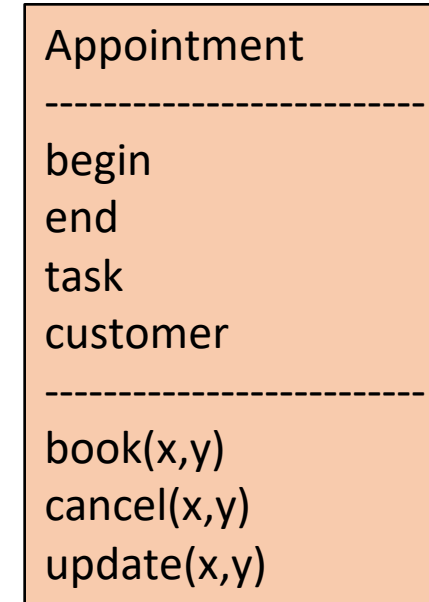 Appointment
--------------------------
begin
end
task
customer
--------------------------
book(x,y)
cancel(x,y)
update(x,y)